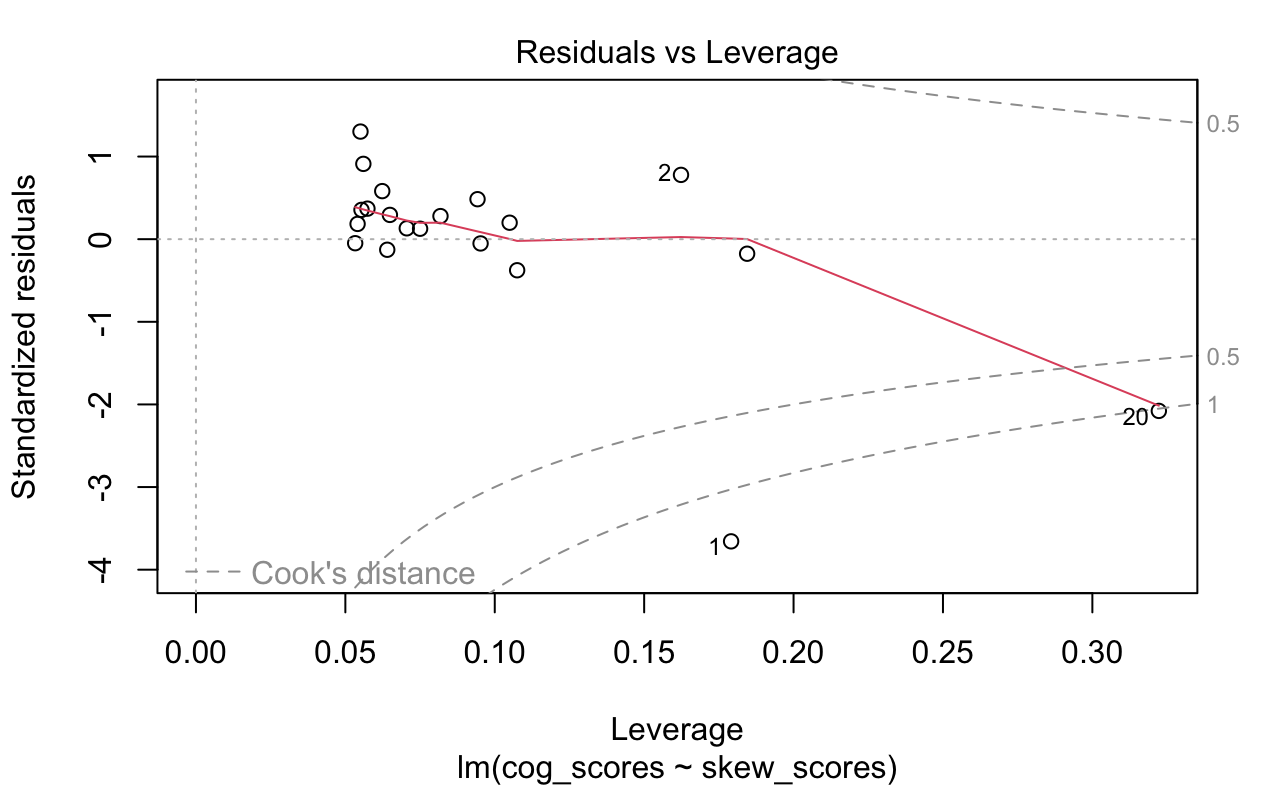 Residuals vs Leverage
Standardized residuals
1
0
-1
-2
-3
-4
0.5
0.5
1
2
20
1
Cook's distance
0.00 0.05 0.10 0.15 0.20 0.25 0.30
Leverage
lm(cog_scores ~ skew_scores)